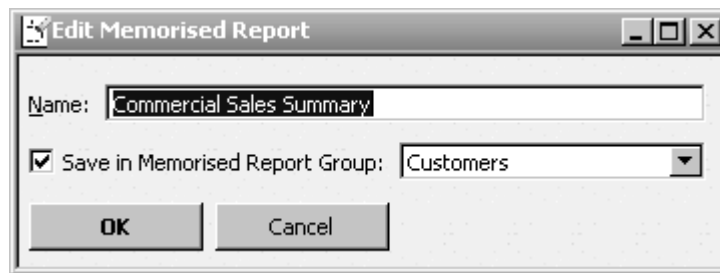 Edit Memorised Report
Name: Commercial Sales Summary
Save in Memorised Report Group: Customers
OK Cancel